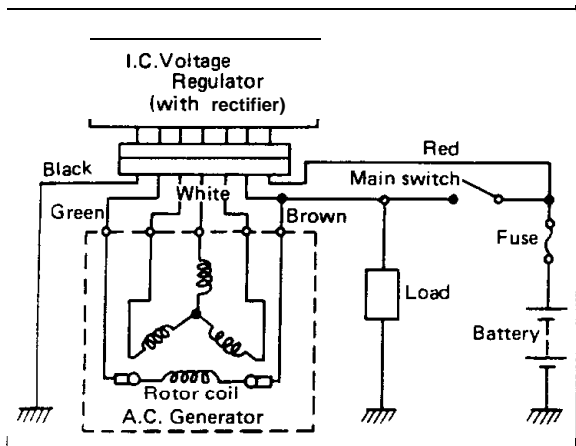 I.C.Voltage
Regulator
(with rectifier)
Red
Black
White
Main switch
Green
Brown
Fuse
Load
Battery
Rotor coil
A.C. Generator